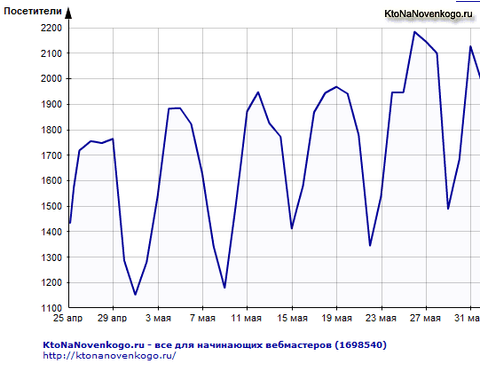 Посетители
KtoNaNovenkogo.ru
2200
2100
2000
1900
1800
1700
1600
1500
1400
1300
1200
1100
25 апр 29 апр 3 мая 7 мая 11 мая 15 мая 19 мая 23 мая 27 мая 31 ма
KtoNaNovenkogo.ru - все для начинающих вебмастеров (1698540)
http://ktonanovenkogo.ru/